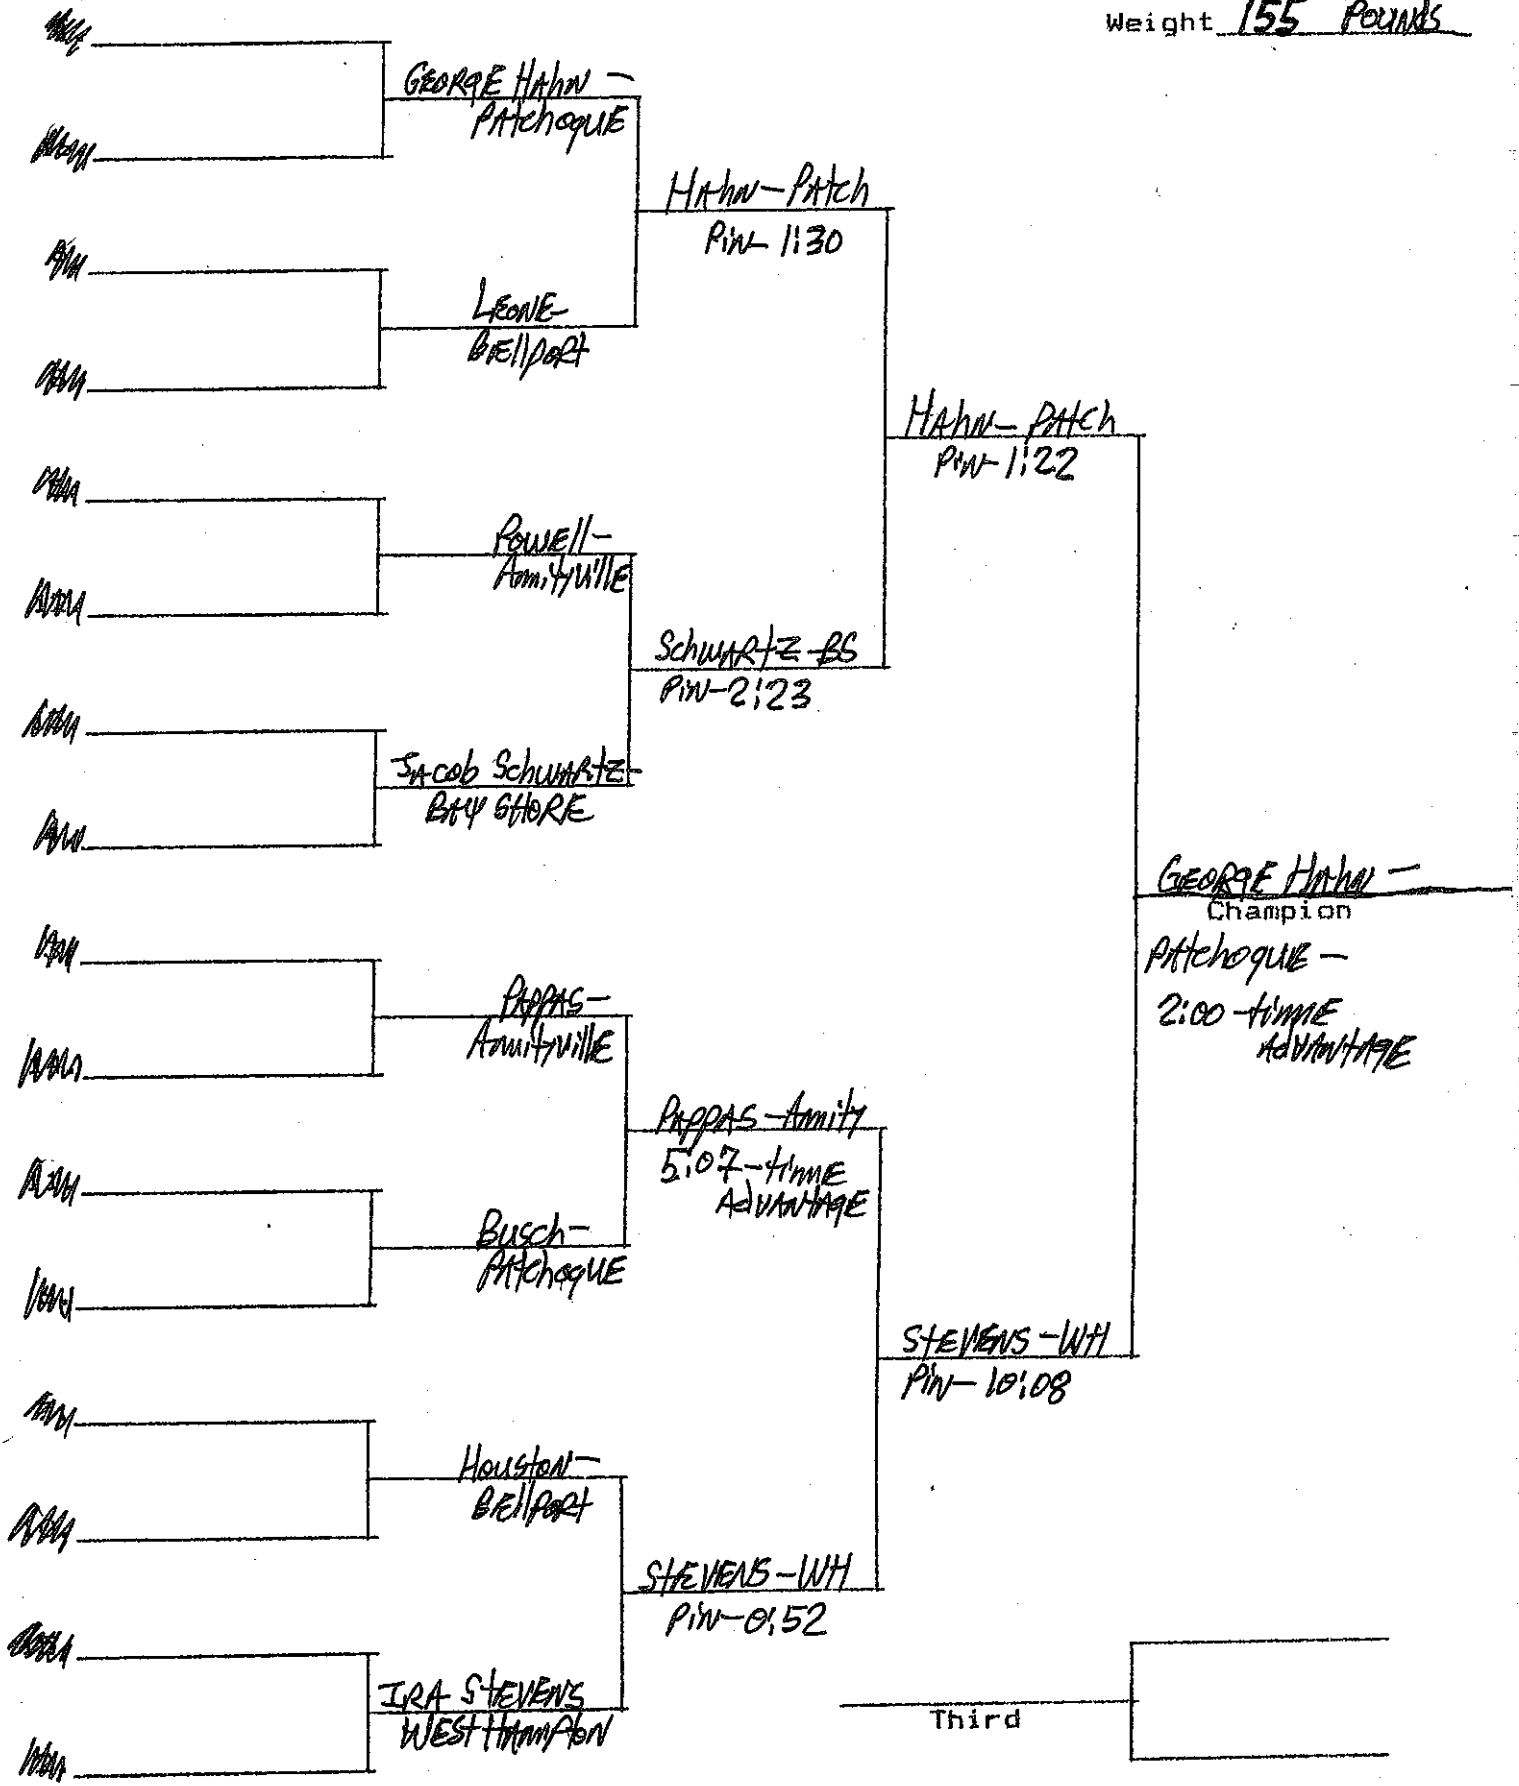 Weight 155 POUNDS
GEORGE HAHN -
PATCHOGUE
HAHN - PATCH
PIN - 1:30
LEONE -
BELLPORT
HAHN - PATCH
PIN - 1:22
POWELL -
AMITYVILLE
SCHWARTZ - BS
PIN - 2:23
JACOB SCHWARTZ -
BAY SHORE
GEORGE HAHN -
Champion
PATCHOGUE -
2:00 - TIME
ADVANTAGE
PAPPAS -
AMITYVILLE
PAPPAS - AMITY
5:07 - TIME
ADVANTAGE
BUSCH -
PATCHOGUE
STEVENS - WH
PIN - 10:08
HOUSTON -
BELLPORT
STEVENS - WH
PIN - 0:52
IRA STEVENS
WEST HAMPTON
Third